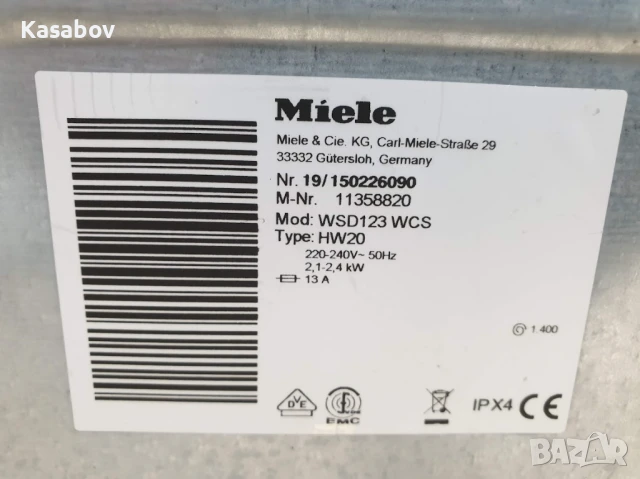 Kasabov
Miele
Miele & Cie. KG, Carl-Miele-Straße 29
33332 Gütersloh, Germany
Nr. 19/150226090
M-Nr. 11358820
Mod: WSD123 WCS
Type: HW20
220-240V~ 50Hz
2,1-2,4 kW
13 A
1.400
DVE
EMC
IPX4 CE
BAZAR